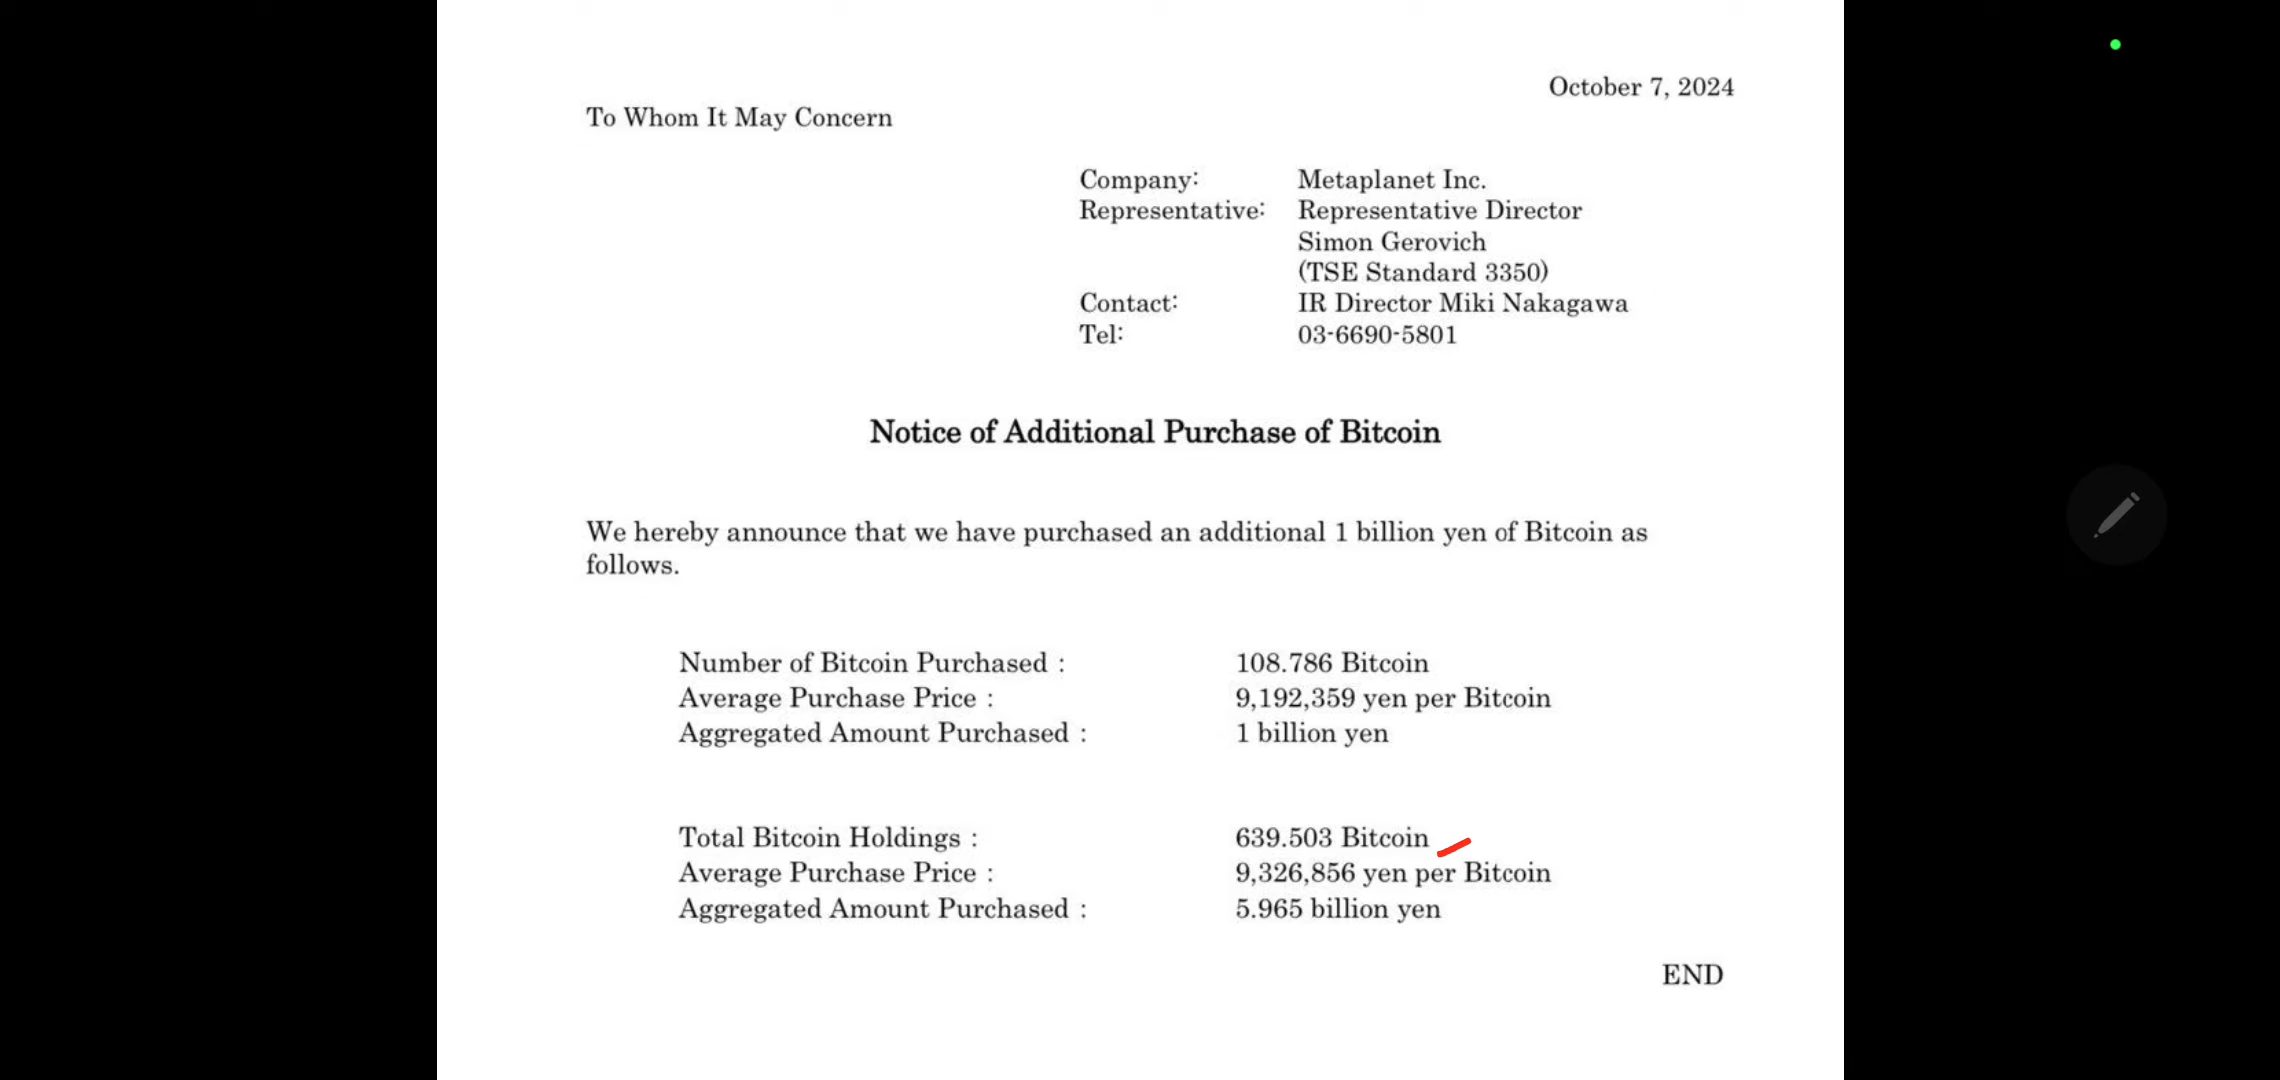 October 7, 2024
To Whom It May Concern
Company: Metaplanet Inc.
Representative: Representative Director
Simon Gerovich
(TSE Standard 3350)
Contact: IR Director Miki Nakagawa
Tel: 03-6690-5801
Notice of Additional Purchase of Bitcoin
We hereby announce that we have purchased an additional 1 billion yen of Bitcoin as
follows.
Number of Bitcoin Purchased : 108.786 Bitcoin
Average Purchase Price : 9,192,359 yen per Bitcoin
Aggregated Amount Purchased : 1 billion yen
Total Bitcoin Holdings : 639.503 Bitcoin
Average Purchase Price : 9,326,856 yen per Bitcoin
Aggregated Amount Purchased : 5.965 billion yen
END